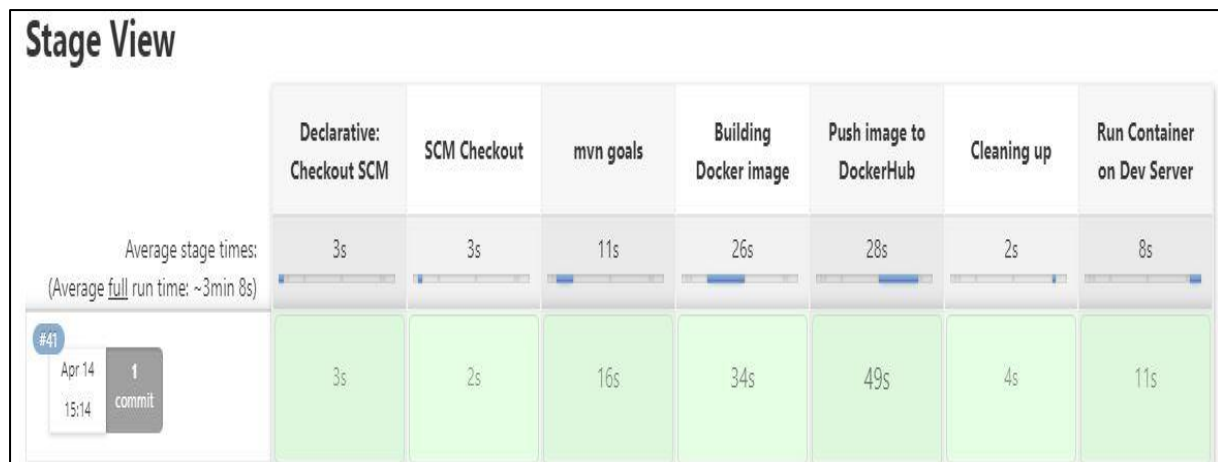 Stage View
Declarative:
Checkout SCM
SCM Checkout
mvn goals
Building
Docker image
Push image to
DockerHub
Cleaning up
Run Container
on Dev Server
Average stage times:
(Average full run time: ~3min 8s)
3s
3s
11s
26s
28s
2s
8s
#41
Apr 14
15:14
1
commit
3s
2s
16s
34s
49s
4s
11s